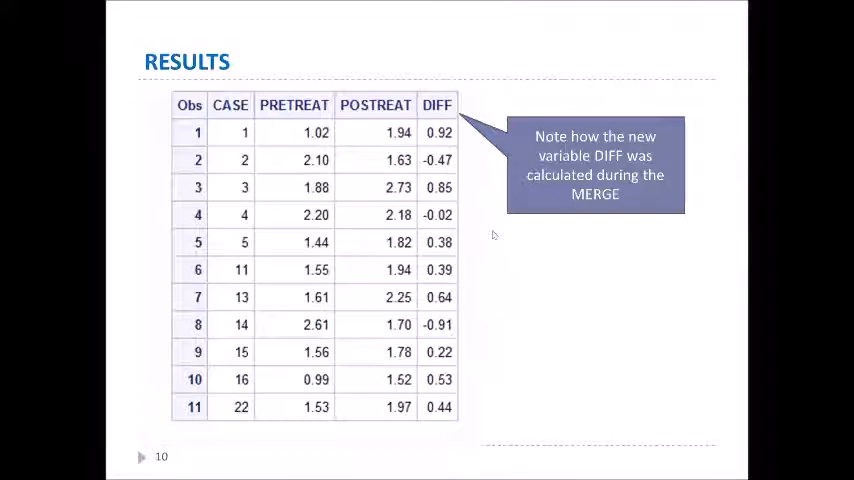 RESULTS
Obs CASE PRETREAT POSTREAT DIFF
1 1 1.02 1.94 0.92
2 2 2.10 1.63 -0.47
3 3 1.88 2.73 0.85
4 4 2.20 2.18 -0.02
5 5 1.44 1.82 0.38
6 11 1.55 1.94 0.39
7 13 1.61 2.25 0.64
8 14 2.61 1.70 -0.91
9 15 1.56 1.78 0.22
10 16 0.99 1.52 0.53
11 22 1.53 1.97 0.44
Note how the new
variable DIFF was
calculated during the
MERGE
10